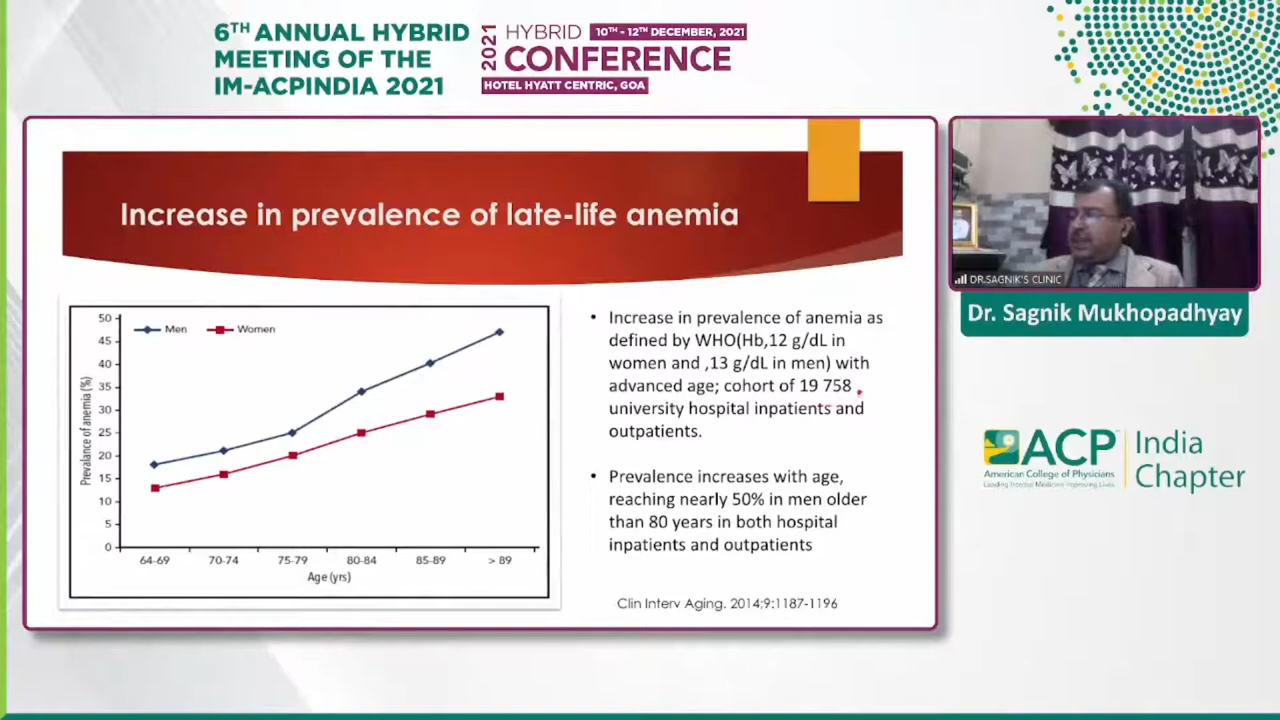 6TH ANNUAL HYBRID
MEETING OF THE
IM-ACPINDIA 2021
2021
HYBRID 10TH - 12TH DECEMBER, 2021
CONFERENCE
HOTEL HYATT CENTRIC, GOA
Increase in prevalence of late-life anemia
Men Women
50
45
40
35
30
25
20
15
10
5
0
Prevalance of anemia (%)
64-69 70-74 75-79 80-84 85-89 > 89
Age (yrs)
• Increase in prevalence of anemia as
defined by WHO(Hb,12 g/dL in
women and ,13 g/dL in men) with
advanced age; cohort of 19 758
university hospital inpatients and
outpatients.
• Prevalence increases with age,
reaching nearly 50% in men older
than 80 years in both hospital
inpatients and outpatients
Clin Interv Aging. 2014;9:1187-1196
DR.SAGNIK'S CLINIC
Dr. Sagnik Mukhopadhyay
ACP
American College of Physicians
Leading Internal Medicine, Improving Lives
India
Chapter